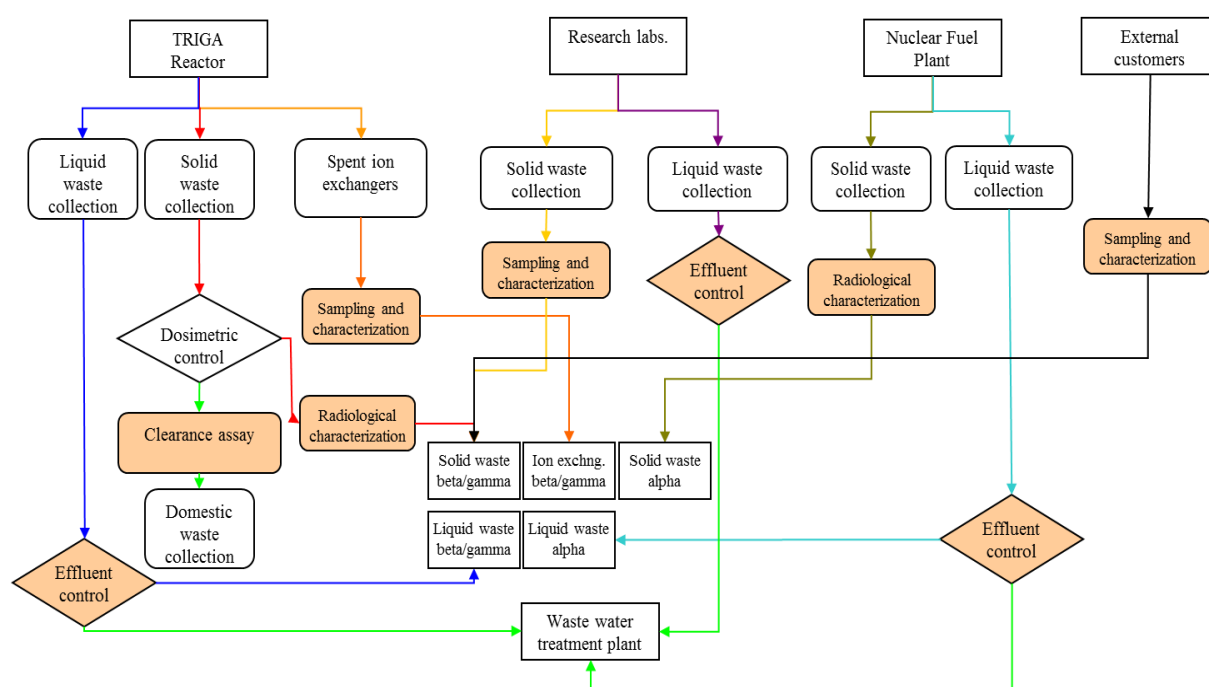 TRIGA
Reactor
Research labs.
Nuclear Fuel
Plant
External
customers
Liquid
waste
collection
Solid
waste
collection
Spent ion
exchangers
Solid waste
collection
Liquid waste
collection
Solid waste
collection
Liquid waste
collection
Sampling and
characterization
Sampling and
characterization
Effluent
control
Radiological
characterization
Sampling and
characterization
Dosimetric
control
Clearance assay
Radiological
characterization
Solid waste
beta/gamma
Ion exchng.
beta/gamma
Solid waste
alpha
Domestic
waste
collection
Liquid waste
beta/gamma
Liquid waste
alpha
Effluent
control
Effluent
control
Waste water
treatment plant